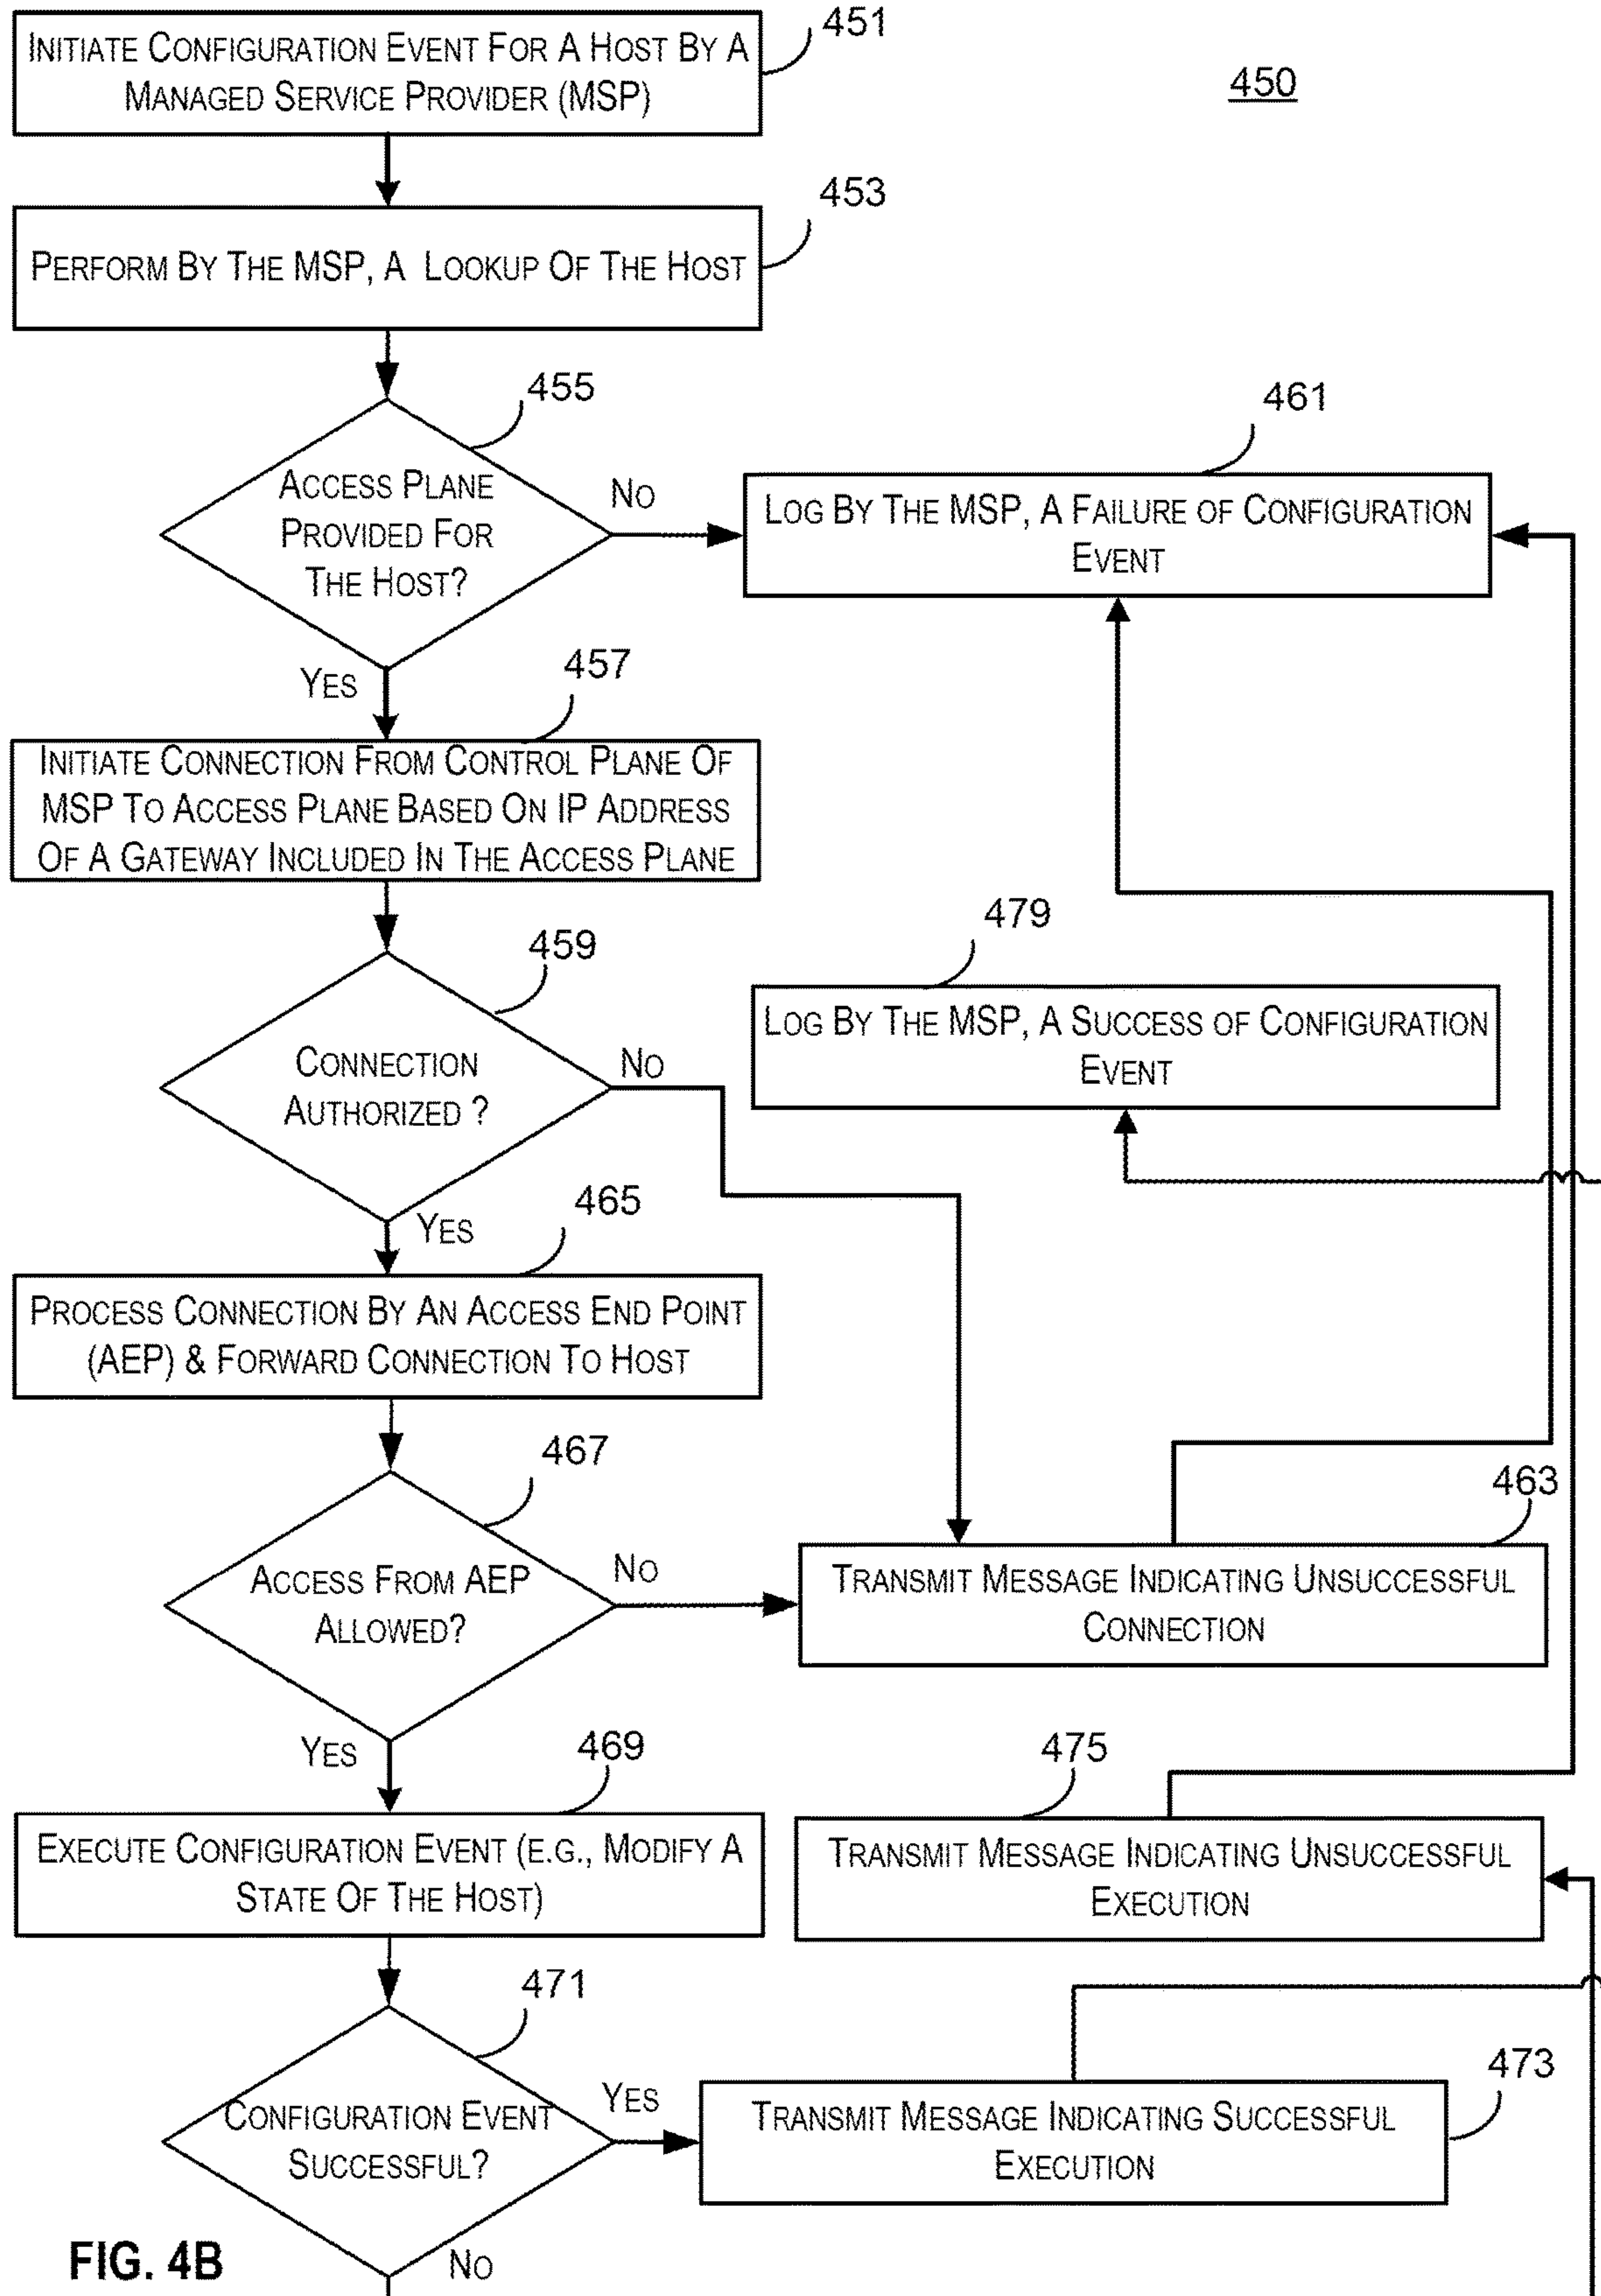 451
INITIATE CONFIGURATION EVENT FOR A HOST BY A
MANAGED SERVICE PROVIDER (MSP)
450
453
PERFORM BY THE MSP, A LOOKUP OF THE HOST
455
ACCESS PLANE
PROVIDED FOR
THE HOST?
NO
461
LOG BY THE MSP, A FAILURE OF CONFIGURATION
EVENT
YES
457
INITIATE CONNECTION FROM CONTROL PLANE OF
MSP TO ACCESS PLANE BASED ON IP ADDRESS
OF A GATEWAY INCLUDED IN THE ACCESS PLANE
459
CONNECTION
AUTHORIZED ?
NO
479
LOG BY THE MSP, A SUCCESS OF CONFIGURATION
EVENT
YES
465
PROCESS CONNECTION BY AN ACCESS END POINT
(AEP) & FORWARD CONNECTION TO HOST
467
ACCESS FROM AEP
ALLOWED?
NO
463
TRANSMIT MESSAGE INDICATING UNSUCCESSFUL
CONNECTION
YES
469
EXECUTE CONFIGURATION EVENT (E.G., MODIFY A
STATE OF THE HOST)
475
TRANSMIT MESSAGE INDICATING UNSUCCESSFUL
EXECUTION
471
CONFIGURATION EVENT
SUCCESSFUL?
YES
473
TRANSMIT MESSAGE INDICATING SUCCESSFUL
EXECUTION
NO
FIG. 4B